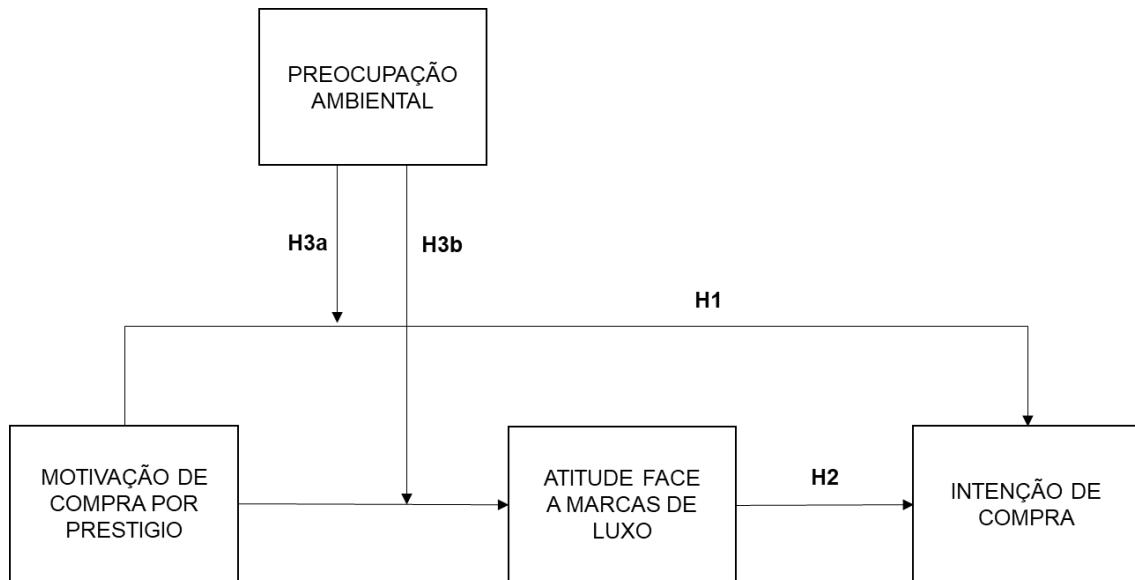 PREOCUPAÇÃO
AMBIENTAL
H3a
H3b
H1
MOTIVAÇÃO DE
COMPRA POR
PRESTIGIO
ATITUDE FACE
A MARCAS DE
LUXO
H2
INTENÇÃO DE
COMPRA